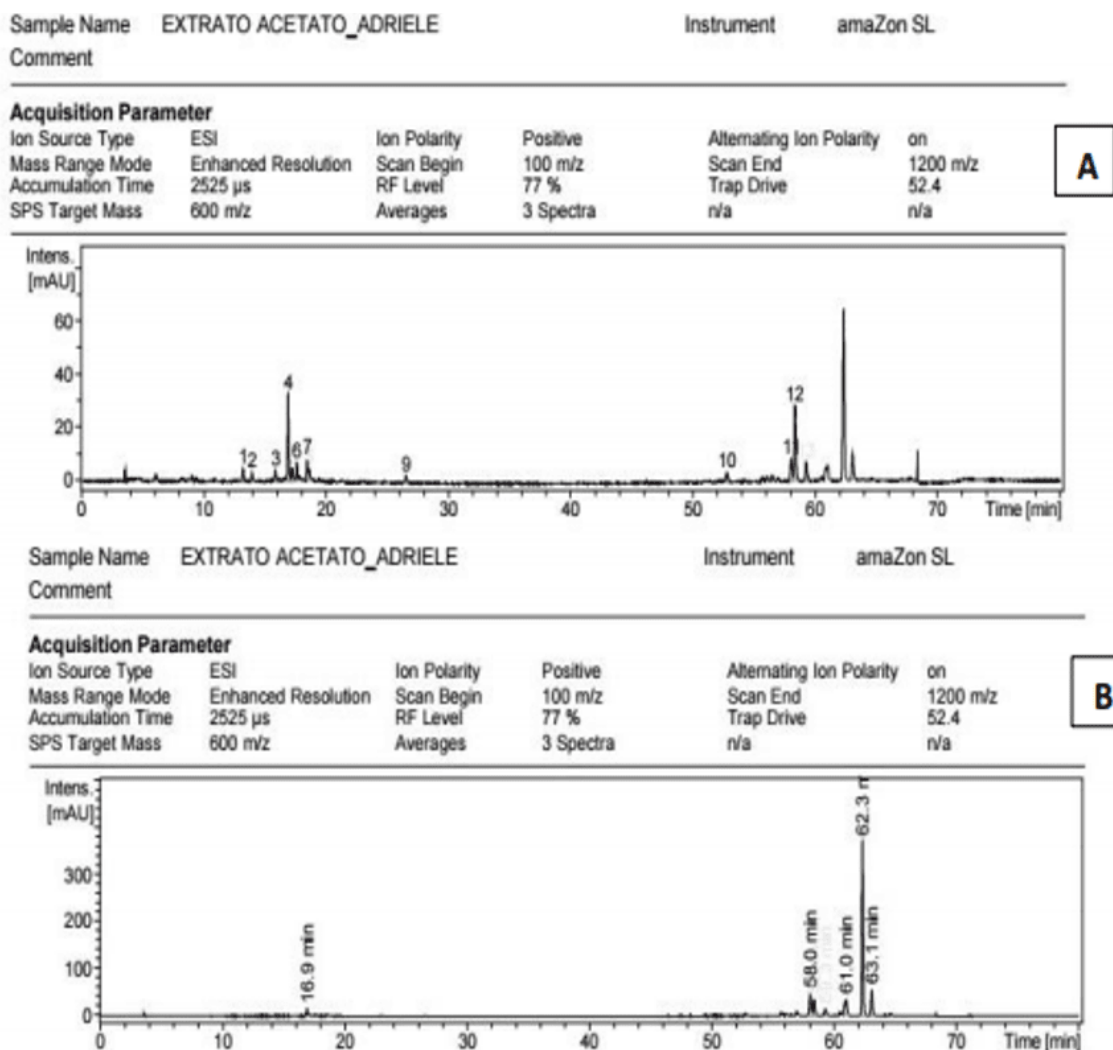 Sample Name EXTRATO ACETATO_ADRIELE Instrument amaZon SL
Comment
Acquisition Parameter
Ion Source Type ESI Ion Polarity Positive Alternating Ion Polarity on
Mass Range Mode Enhanced Resolution Scan Begin 100 m/z Scan End 1200 m/z
Accumulation Time 2525 µs RF Level 77 % Trap Drive 52.4
SPS Target Mass 600 m/z Averages 3 Spectra n/a n/a
A
Intens.
[mAU]
60
40
20
0
1 2 3 4 6 7 9 10 1 12
0 10 20 30 40 50 60 70 Time [min]
Sample Name EXTRATO ACETATO_ADRIELE Instrument amaZon SL
Comment
Acquisition Parameter
Ion Source Type ESI Ion Polarity Positive Alternating Ion Polarity on
Mass Range Mode Enhanced Resolution Scan Begin 100 m/z Scan End 1200 m/z
Accumulation Time 2525 µs RF Level 77 % Trap Drive 52.4
SPS Target Mass 600 m/z Averages 3 Spectra n/a n/a
B
Intens.
[mAU]
300
200
100
0
16.9 min
58.0 min
61.0 min
62.3 m
63.1 min
0 10 20 30 40 50 60 70 Time [min]